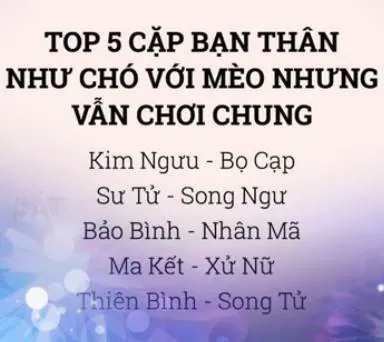 TOP 5 CẶP BẠN THÂN
NHƯ CHÓ VỚI MÈO NHƯNG
VẪN CHƠI CHUNG
Kim Ngưu - Bọ Cạp
Sư Tử - Song Ngư
Bảo Bình - Nhân Mã
Ma Kết - Xử Nữ
Thiên Bình - Song Tử